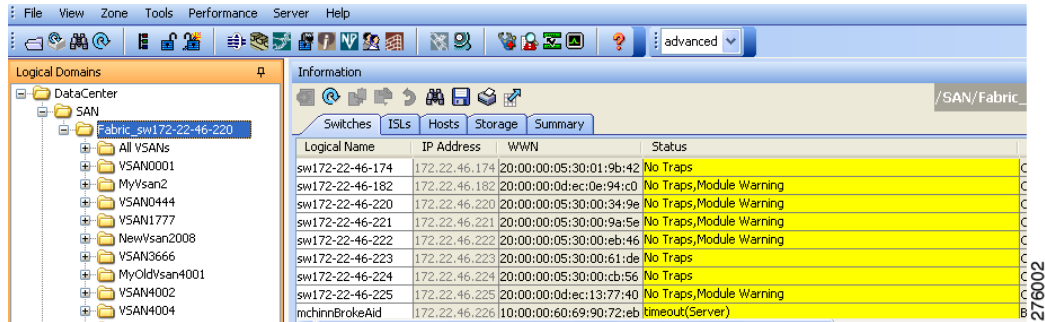 File View Zone Tools Performance Server Help
advanced
Logical Domains
DataCenter
SAN
Fabric_sw172-22-46-220
All VSANs
VSAN0001
MyVsan2
VSAN0444
VSAN1777
NewVsan2008
VSAN3666
MyOldVsan4001
VSAN4002
VSAN4004
Information
/SAN/Fabric_
Switches ISLs Hosts Storage Summary
Logical Name IP Address WWN Status
sw172-22-46-174 172.22.46.174 20:00:00:05:30:01:9b:42 No Traps
sw172-22-46-182 172.22.46.182 20:00:00:0d:ec:0e:94:c0 No Traps,Module Warning
sw172-22-46-220 172.22.46.220 20:00:00:05:30:00:34:9e No Traps,Module Warning
sw172-22-46-221 172.22.46.221 20:00:00:05:30:00:9a:5e No Traps,Module Warning
sw172-22-46-222 172.22.46.222 20:00:00:05:30:00:eb:46 No Traps,Module Warning
sw172-22-46-223 172.22.46.223 20:00:00:05:30:00:61:de No Traps
sw172-22-46-224 172.22.46.224 20:00:00:05:30:00:cb:56 No Traps
sw172-22-46-225 172.22.46.225 20:00:00:0d:ec:13:77:40 No Traps,Module Warning
mchinnBrokeAid 172.22.46.226 10:00:00:60:69:90:72:eb timeout(Server)
276002